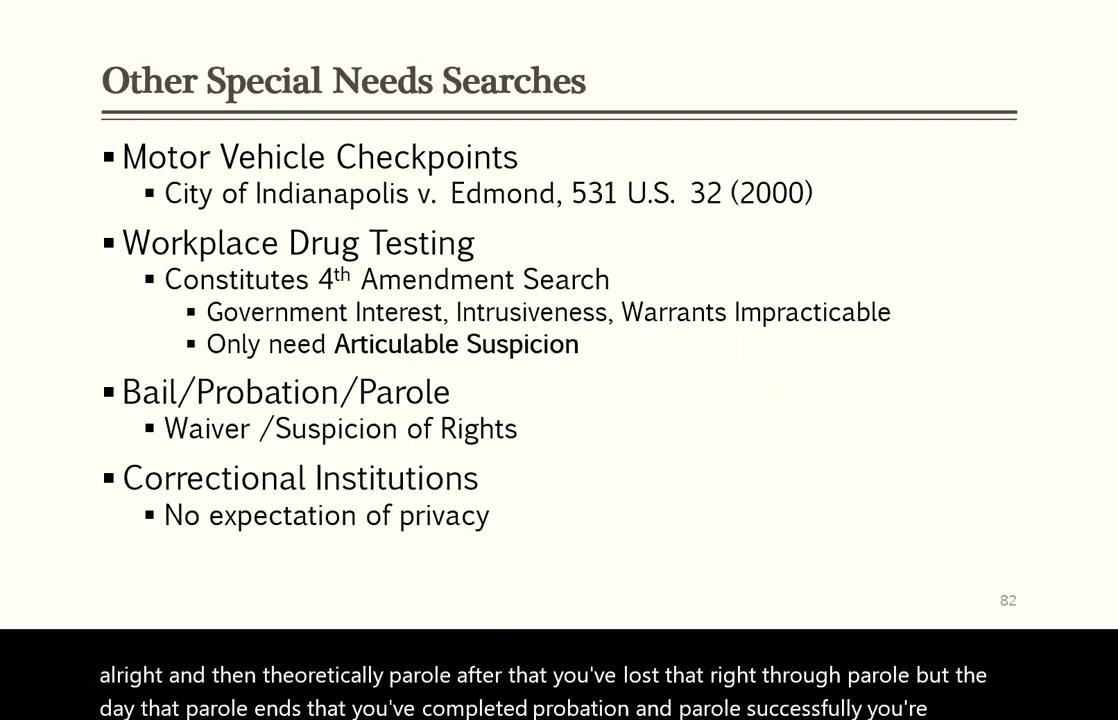 Other Special Needs Searches
▪ Motor Vehicle Checkpoints
▪ City of Indianapolis v. Edmond, 531 U.S. 32 (2000)
▪ Workplace Drug Testing
▪ Constitutes 4th Amendment Search
▪ Government Interest, Intrusiveness, Warrants Impracticable
▪ Only need Articulable Suspicion
▪ Bail/Probation/Parole
▪ Waiver /Suspicion of Rights
▪ Correctional Institutions
▪ No expectation of privacy
82
alright and then theoretically parole after that you've lost that right through parole but the
day that parole ends that you've completed probation and parole successfully you're